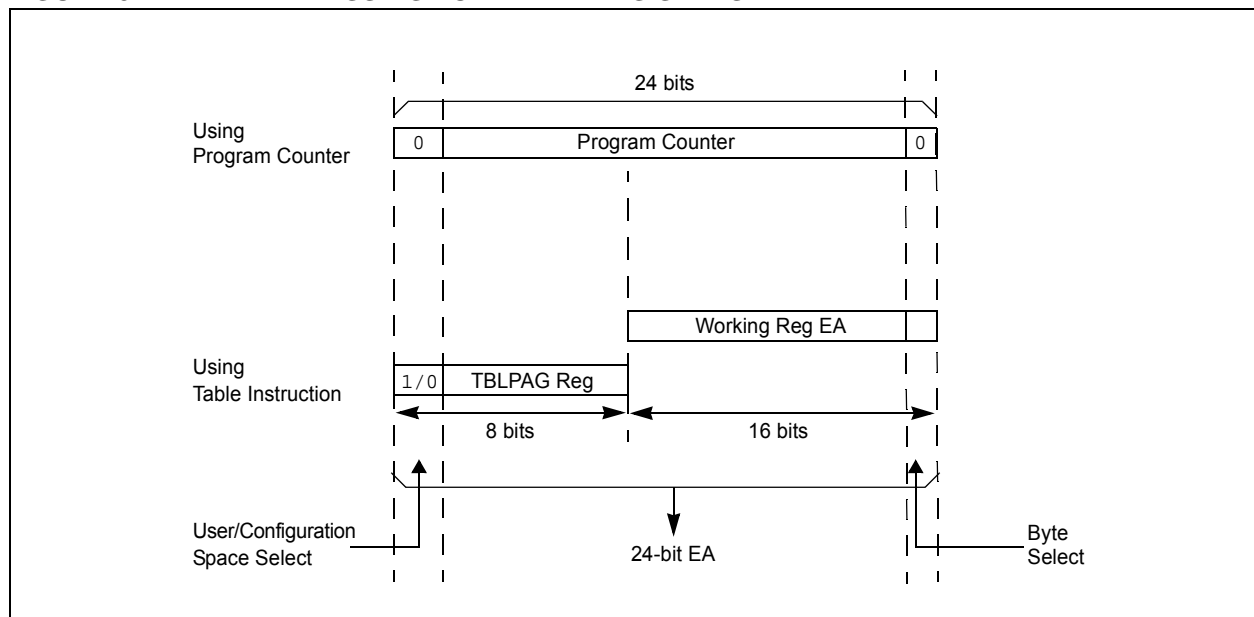 24 bits
Using
Program Counter
0
Program Counter
0
Working Reg EA
Using
Table Instruction
1/0
TBLPAG Reg
8 bits
16 bits
User/Configuration
Space Select
24-bit EA
Byte
Select